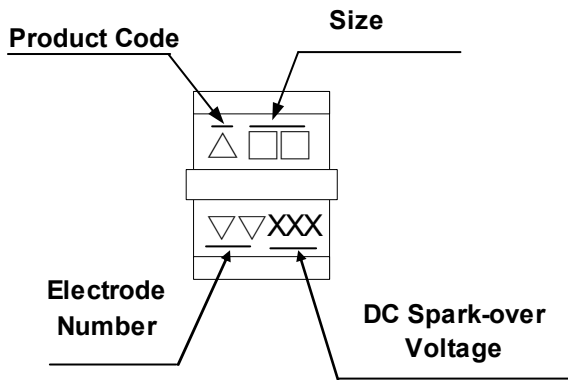 Product Code
Size
△ □□
▽▽XXX
Electrode
Number
DC Spark-over
Voltage